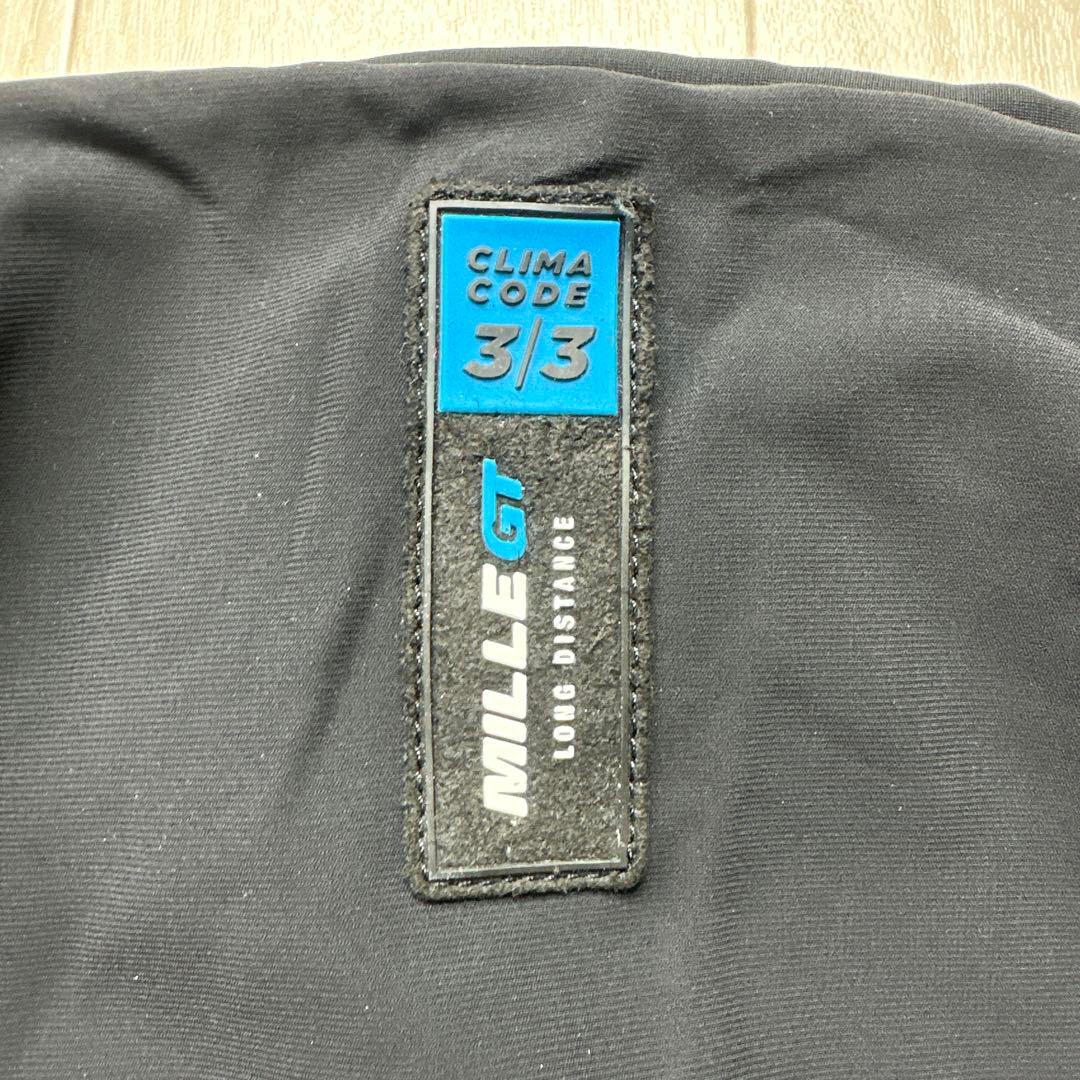 CLIMA
CODE
3/3
MILLE GT
LONG DISTANCE